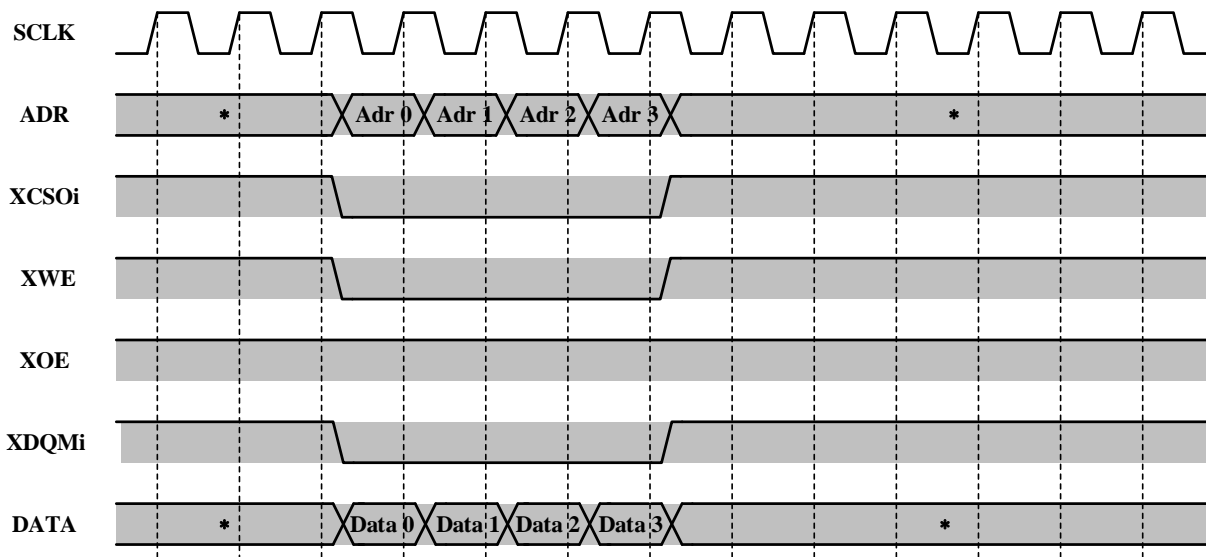 SCLK
ADR * Adr 0 Adr 1 Adr 2 Adr 3 *
XCSOi
XWE
XOE
XDQMi
DATA * Data 0 Data 1 Data 2 Data 3 *